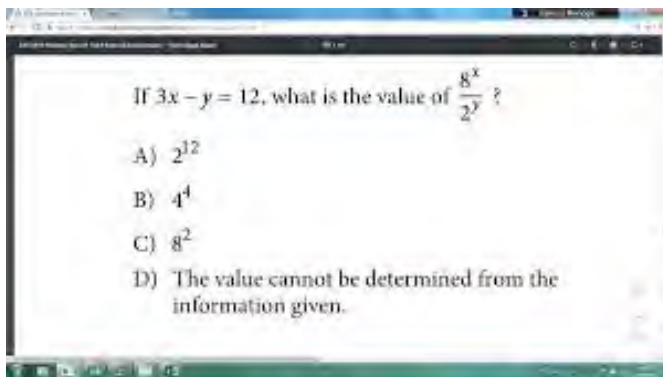 If 3x – y = 12, what is the value of 8^x / 2^y ?
A) 2^12
B) 4^4
C) 8^2
D) The value cannot be determined from the
information given.